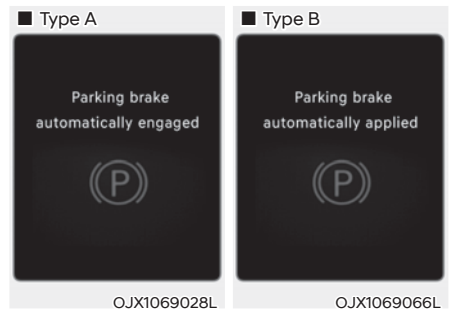 ■ Type A
Parking brake
automatically engaged
(P)
OJX1069028L
■ Type B
Parking brake
automatically applied
(P)
OJX1069066L